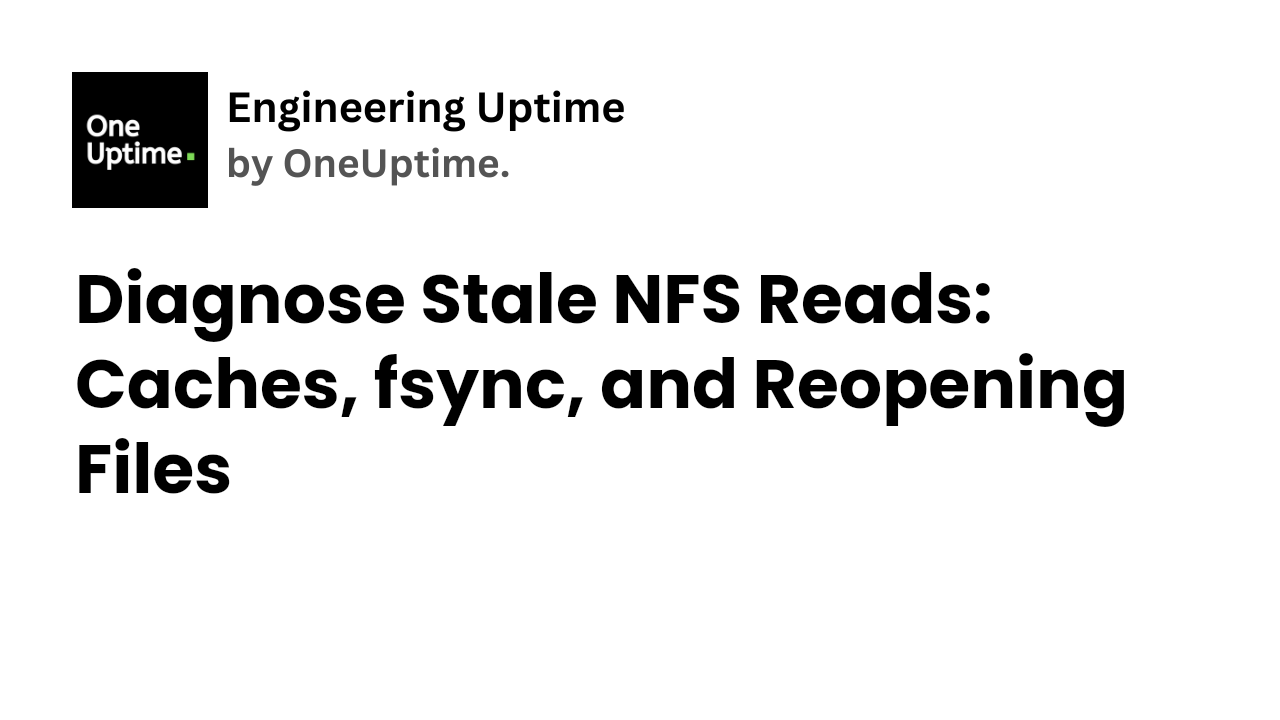 One
Uptime.
Engineering Uptime
by OneUptime.
Diagnose Stale NFS Reads:
Caches, fsync, and Reopening
Files